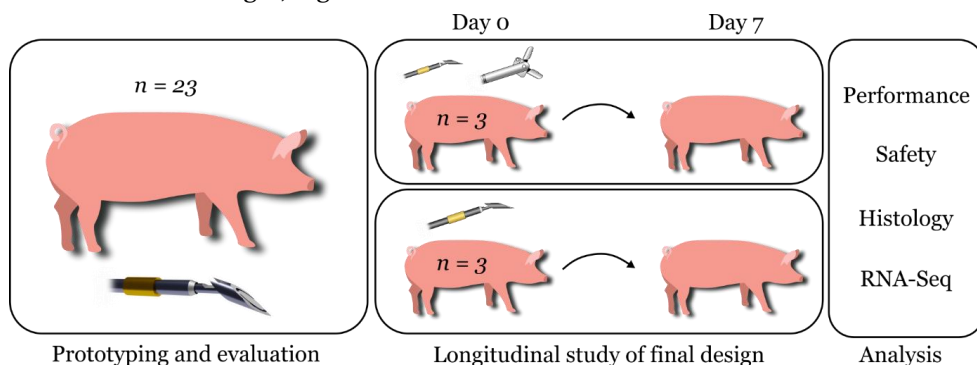 Day 0
Day 7
n = 23
n = 3
n = 3
Performance
Safety
Histology
RNA-Seq
Prototyping and evaluation
Longitudinal study of final design
Analysis